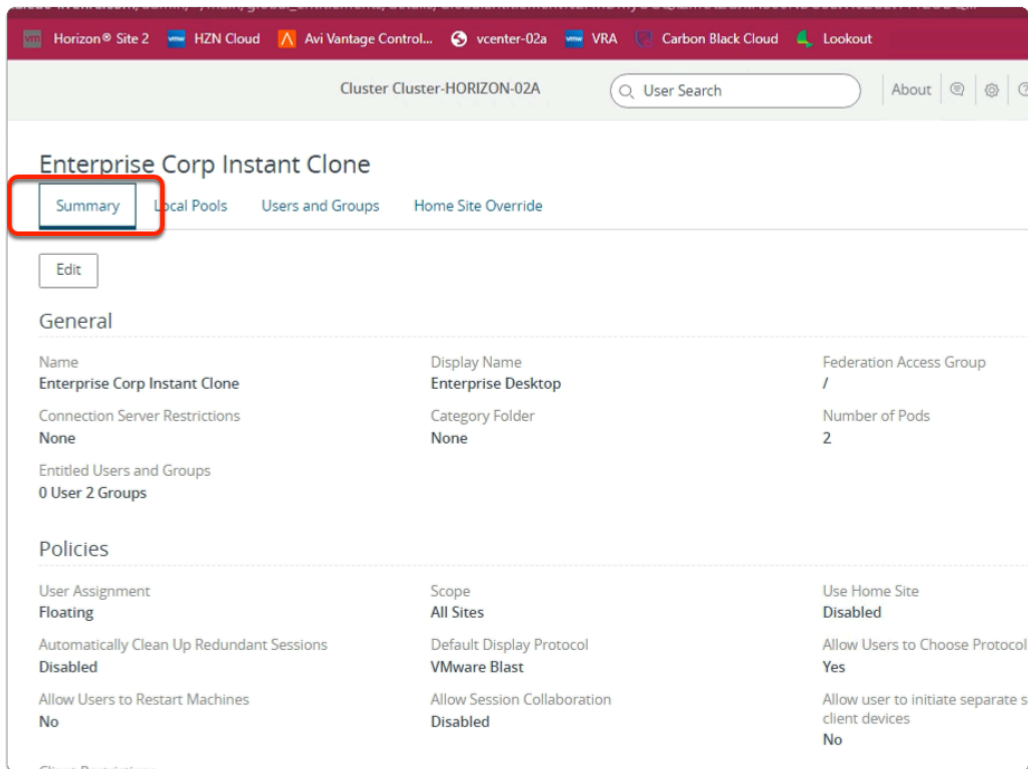 Horizon® Site 2 HZN Cloud Avi Vantage Control... vcenter-02a VRA Carbon Black Cloud Lookout
Cluster Cluster-HORIZON-02A User Search About
Enterprise Corp Instant Clone
Summary Local Pools Users and Groups Home Site Override
Edit
General
Name Display Name Federation Access Group
Enterprise Corp Instant Clone Enterprise Desktop /
Connection Server Restrictions Category Folder Number of Pods
None None 2
Entitled Users and Groups
0 User 2 Groups
Policies
User Assignment Scope Use Home Site
Floating All Sites Disabled
Automatically Clean Up Redundant Sessions Default Display Protocol Allow Users to Choose Protocol
Disabled VMware Blast Yes
Allow Users to Restart Machines Allow Session Collaboration Allow user to initiate separate s
No Disabled client devices
No